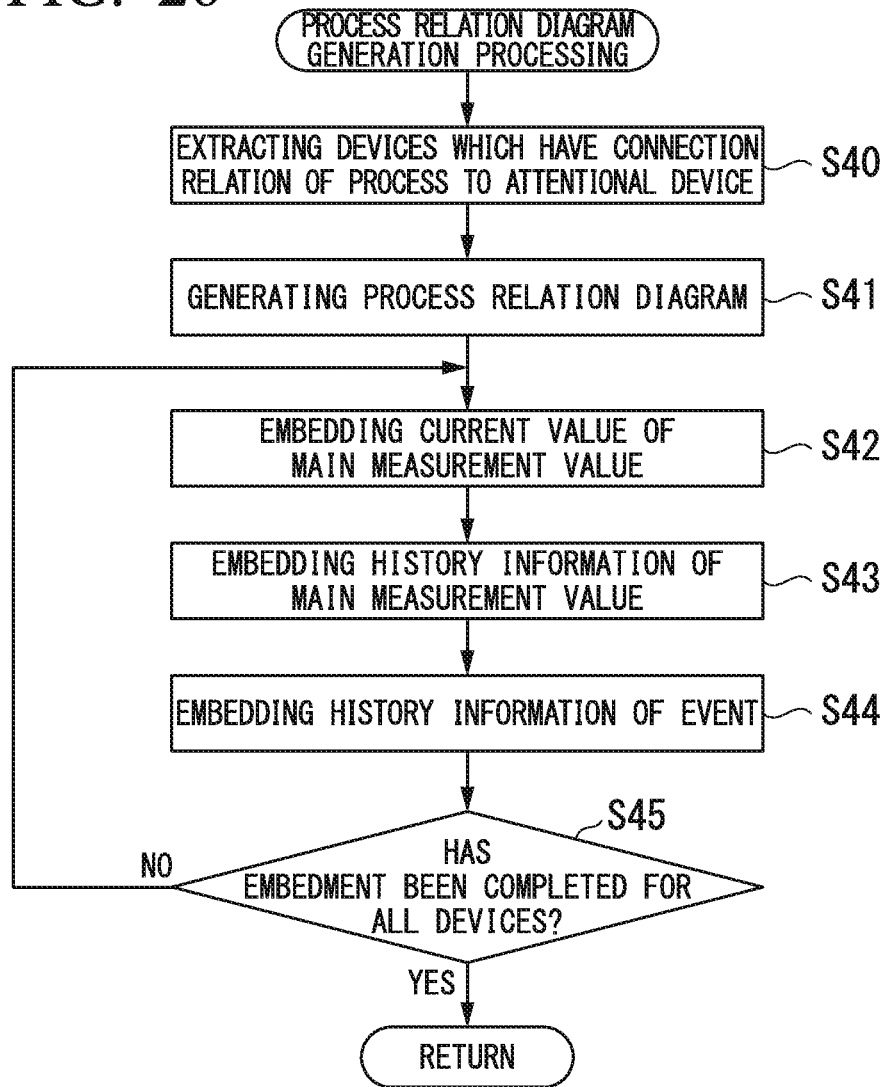 PROCESS RELATION DIAGRAM
GENERATION PROCESSING
EXTRACTING DEVICES WHICH HAVE CONNECTION
RELATION OF PROCESS TO ATTENTIONAL DEVICE
S40
GENERATING PROCESS RELATION DIAGRAM
S41
EMBEDDING CURRENT VALUE OF
MAIN MEASUREMENT VALUE
S42
EMBEDDING HISTORY INFORMATION OF
MAIN MEASUREMENT VALUE
S43
EMBEDDING HISTORY INFORMATION OF EVENT
S44
S45
HAS
EMBEDMENT BEEN COMPLETED FOR
ALL DEVICES?
NO
YES
RETURN